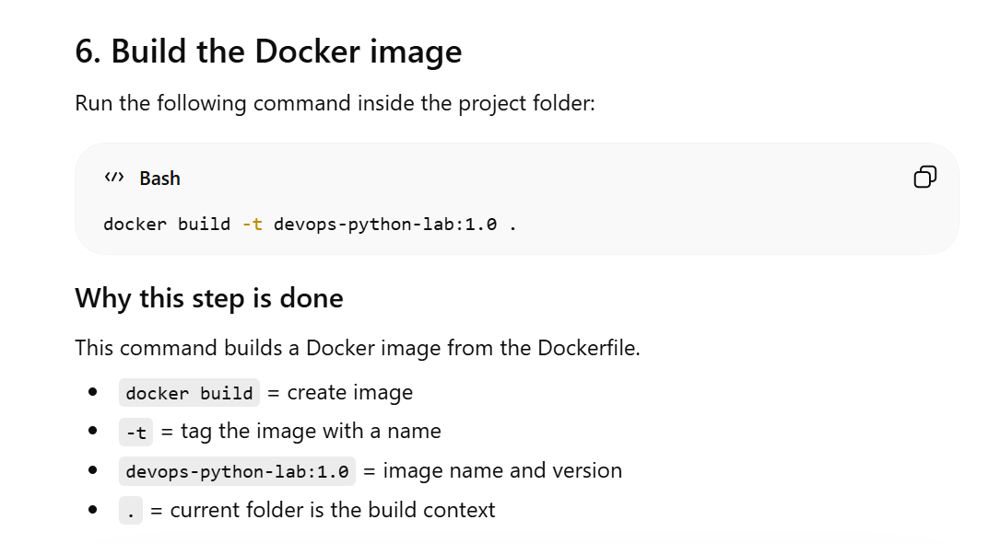 6. Build the Docker image
Run the following command inside the project folder:
Bash
docker build -t devops-python-lab:1.0 .
Why this step is done
This command builds a Docker image from the Dockerfile.
docker build = create image
-t = tag the image with a name
devops-python-lab:1.0 = image name and version
. = current folder is the build context